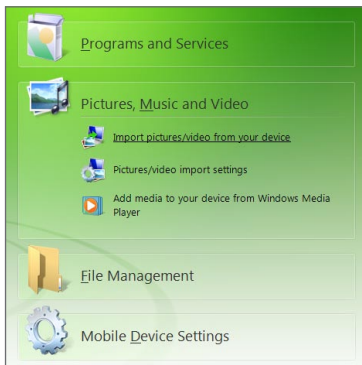 Programs and Services
Pictures, Music and Video
Import pictures/video from your device
Pictures/video import settings
Add media to your device from Windows Media
Player
File Management
Mobile Device Settings